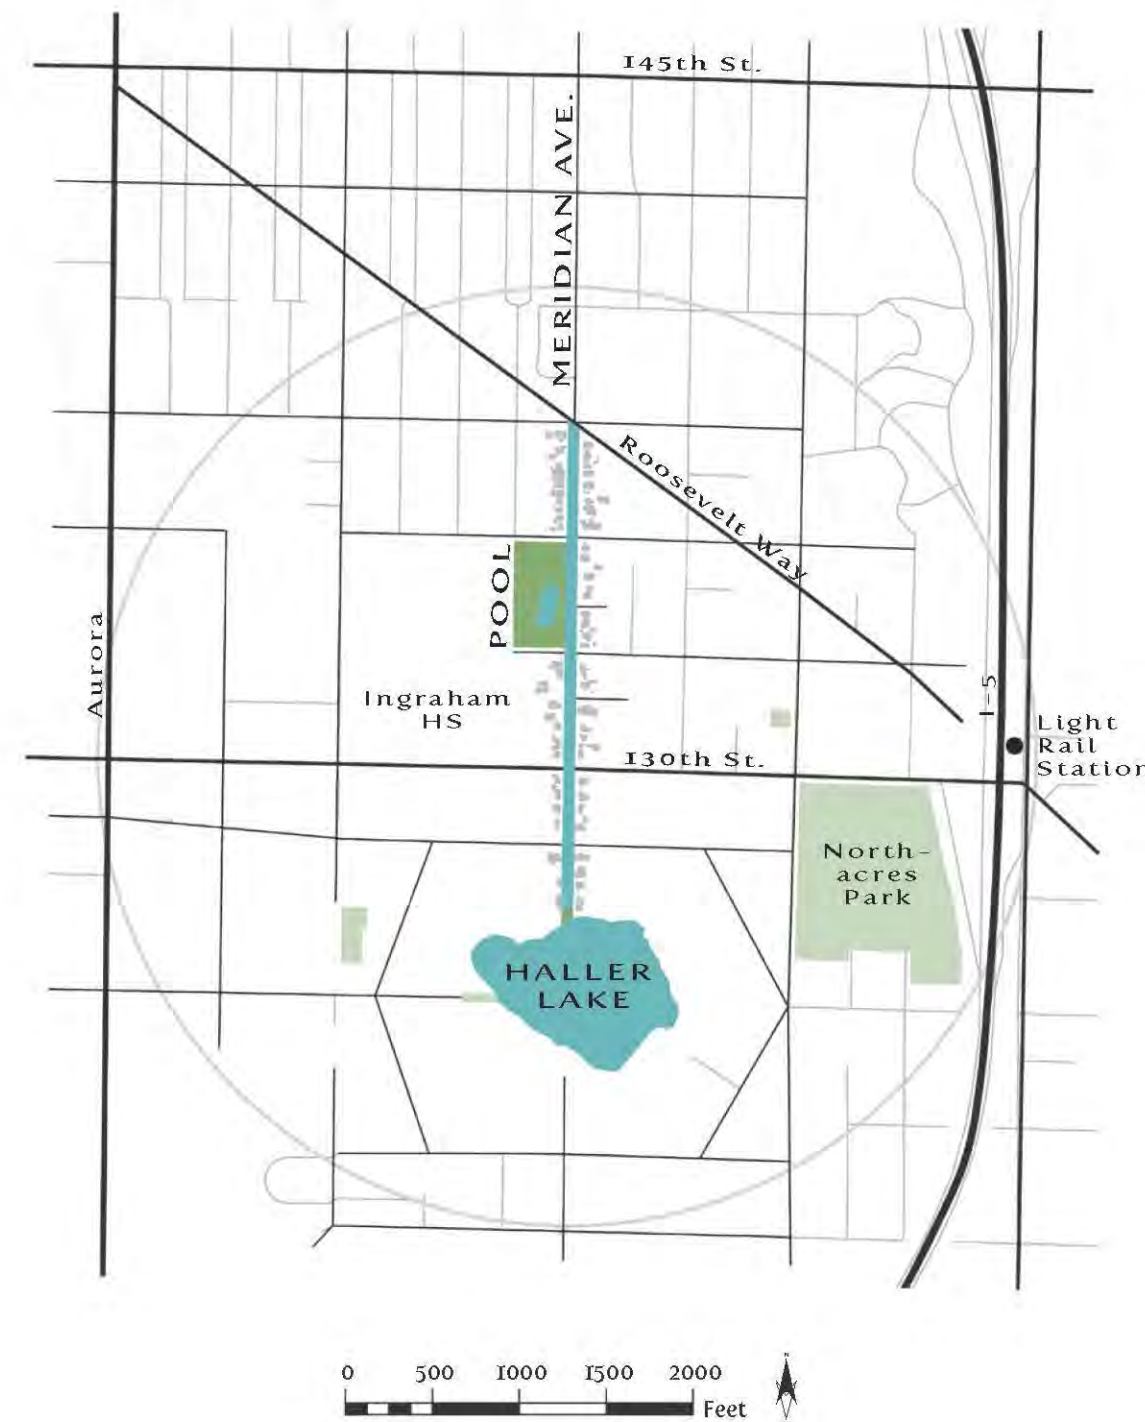 145th St.
MERIDIAN AVE.
Roosevelt Way
POOL
Aurora
Ingraham
HS
I-5
Light
Rail
Station
130th St.
North-
acres
Park
HALLER
LAKE
0 500 1000 1500 2000
Feet
N